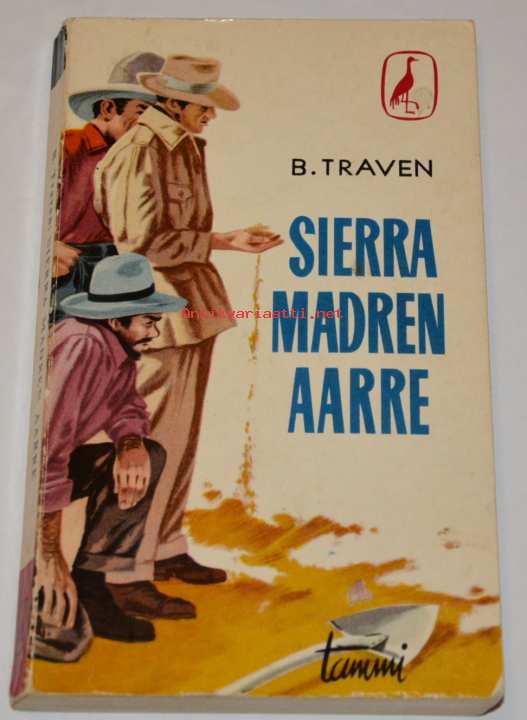 B. TRAVEN
SIERRA
MADREN
AARRE
Antikvariaatti.net
tammi